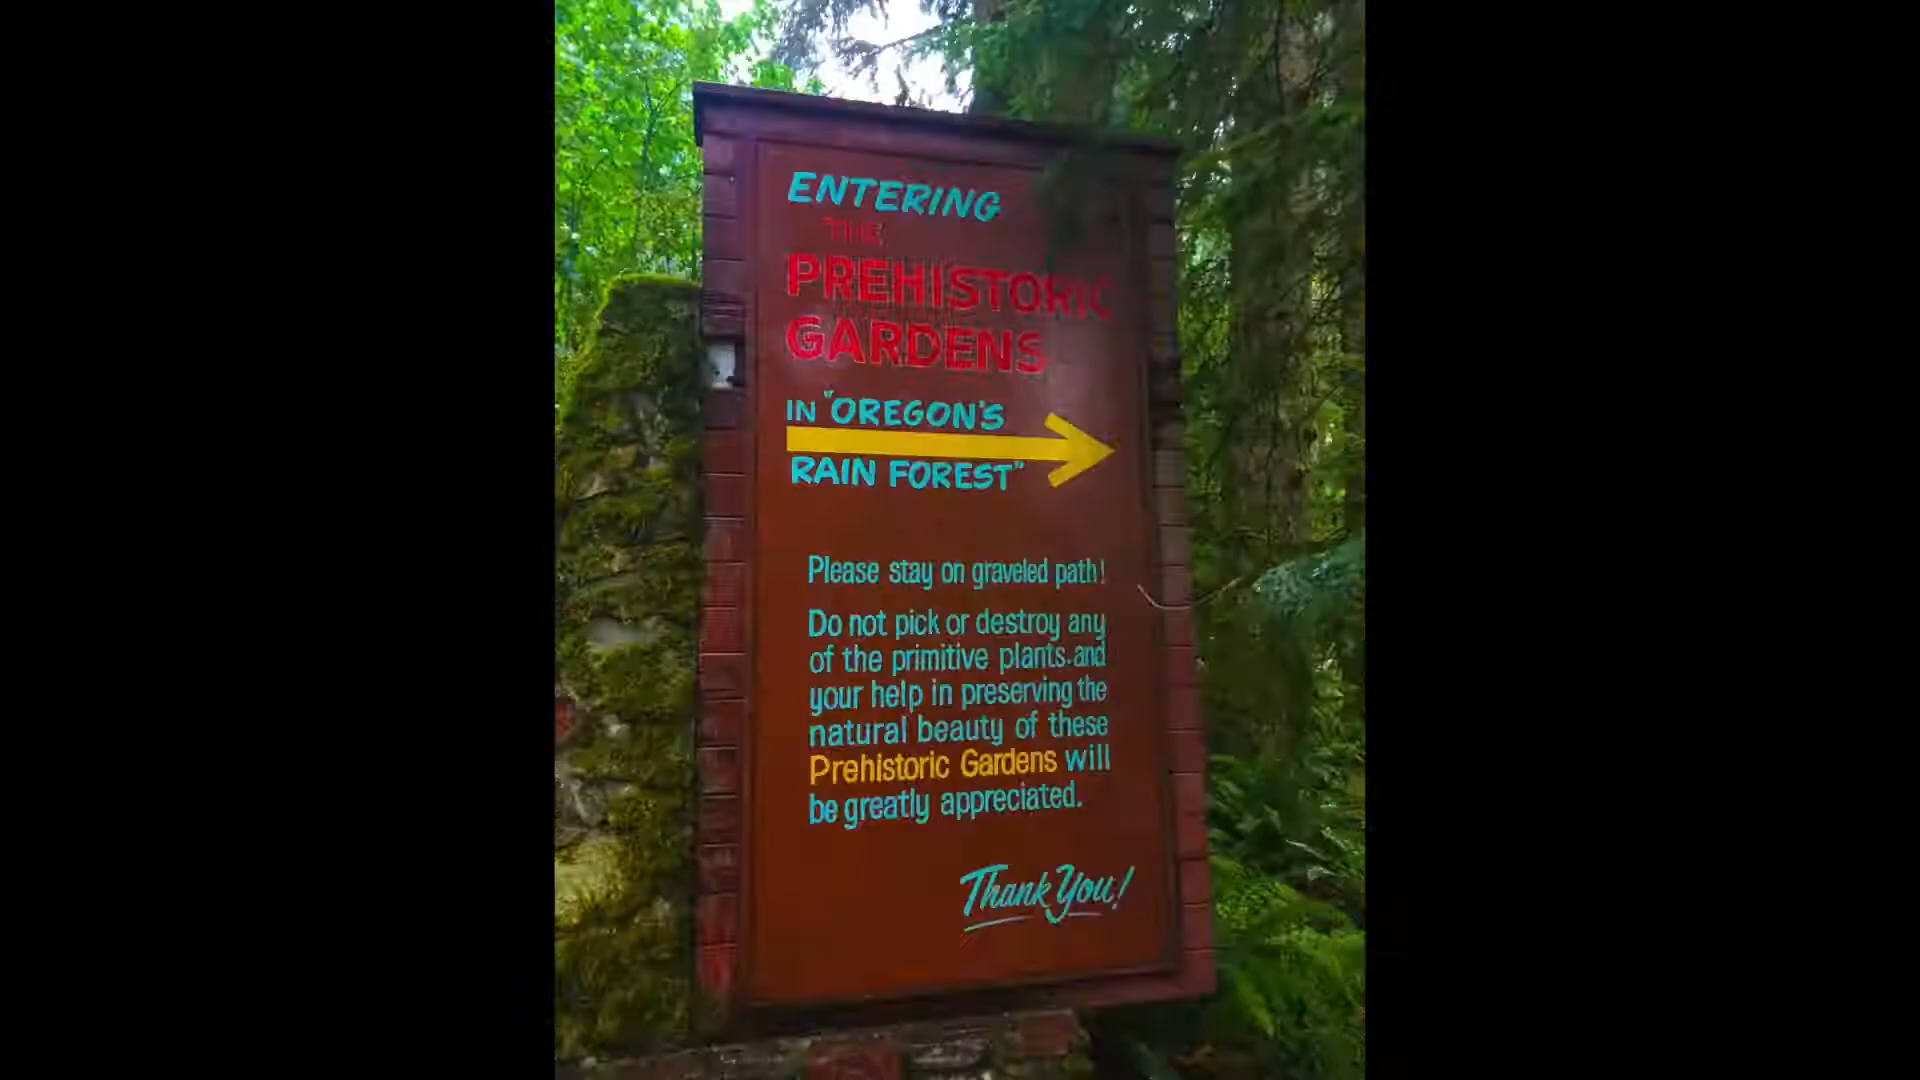 ENTERING
THE
PREHISTORIC
GARDENS
IN "OREGON'S
RAIN FOREST"
Please stay on graveled path!
Do not pick or destroy any
of the primitive plants-and
your help in preserving the
natural beauty of these
Prehistoric Gardens will
be greatly appreciated.
Thank You!